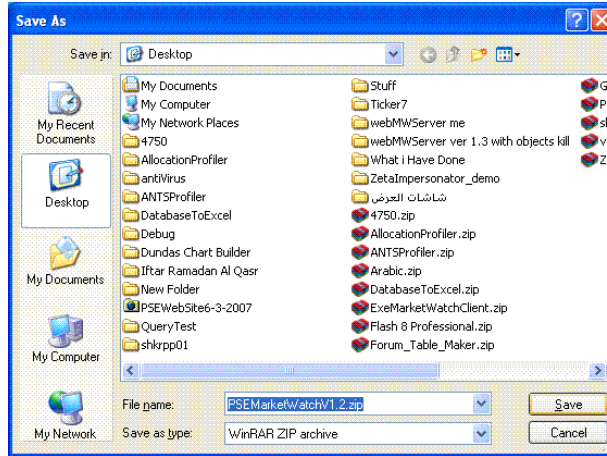 Save As
Save in:
Desktop
My Recent
Documents
Desktop
My Documents
My Computer
My Network
My Documents
My Computer
My Network Places
4750
AllocationProfiler
antiVirus
ANTSProfiler
DatabaseToExcel
Debug
Dundas Chart Builder
Iftar Ramadan Al Qasr
New Folder
PSEWebSite6-3-2007
QueryTest
shkrpp01
Stuff
Ticker7
webMWServer me
webMWServer ver 1.3 with objects kill
What i Have Done
ZetaImpersonator_demo
شاشات العرض
4750.zip
AllocationProfiler.zip
ANTSProfiler.zip
Arabic.zip
DatabaseToExcel.zip
ExeMarketWatchClient.zip
Flash 8 Professional.zip
Forum_Table_Maker.zip
File name:
PSEMarketWatchV1.2.zip
Save
Save as type:
WinRAR ZIP archive
Cancel